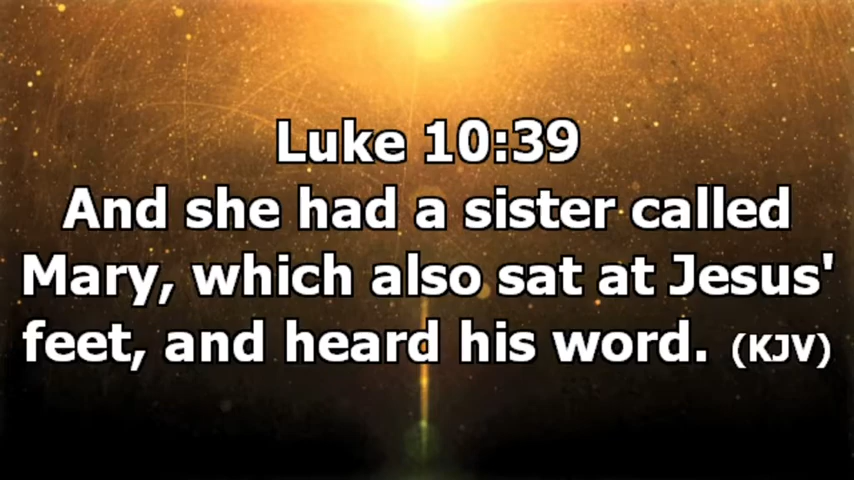 Luke 10:39
And she had a sister called
Mary, which also sat at Jesus'
feet, and heard his word. (KJV)